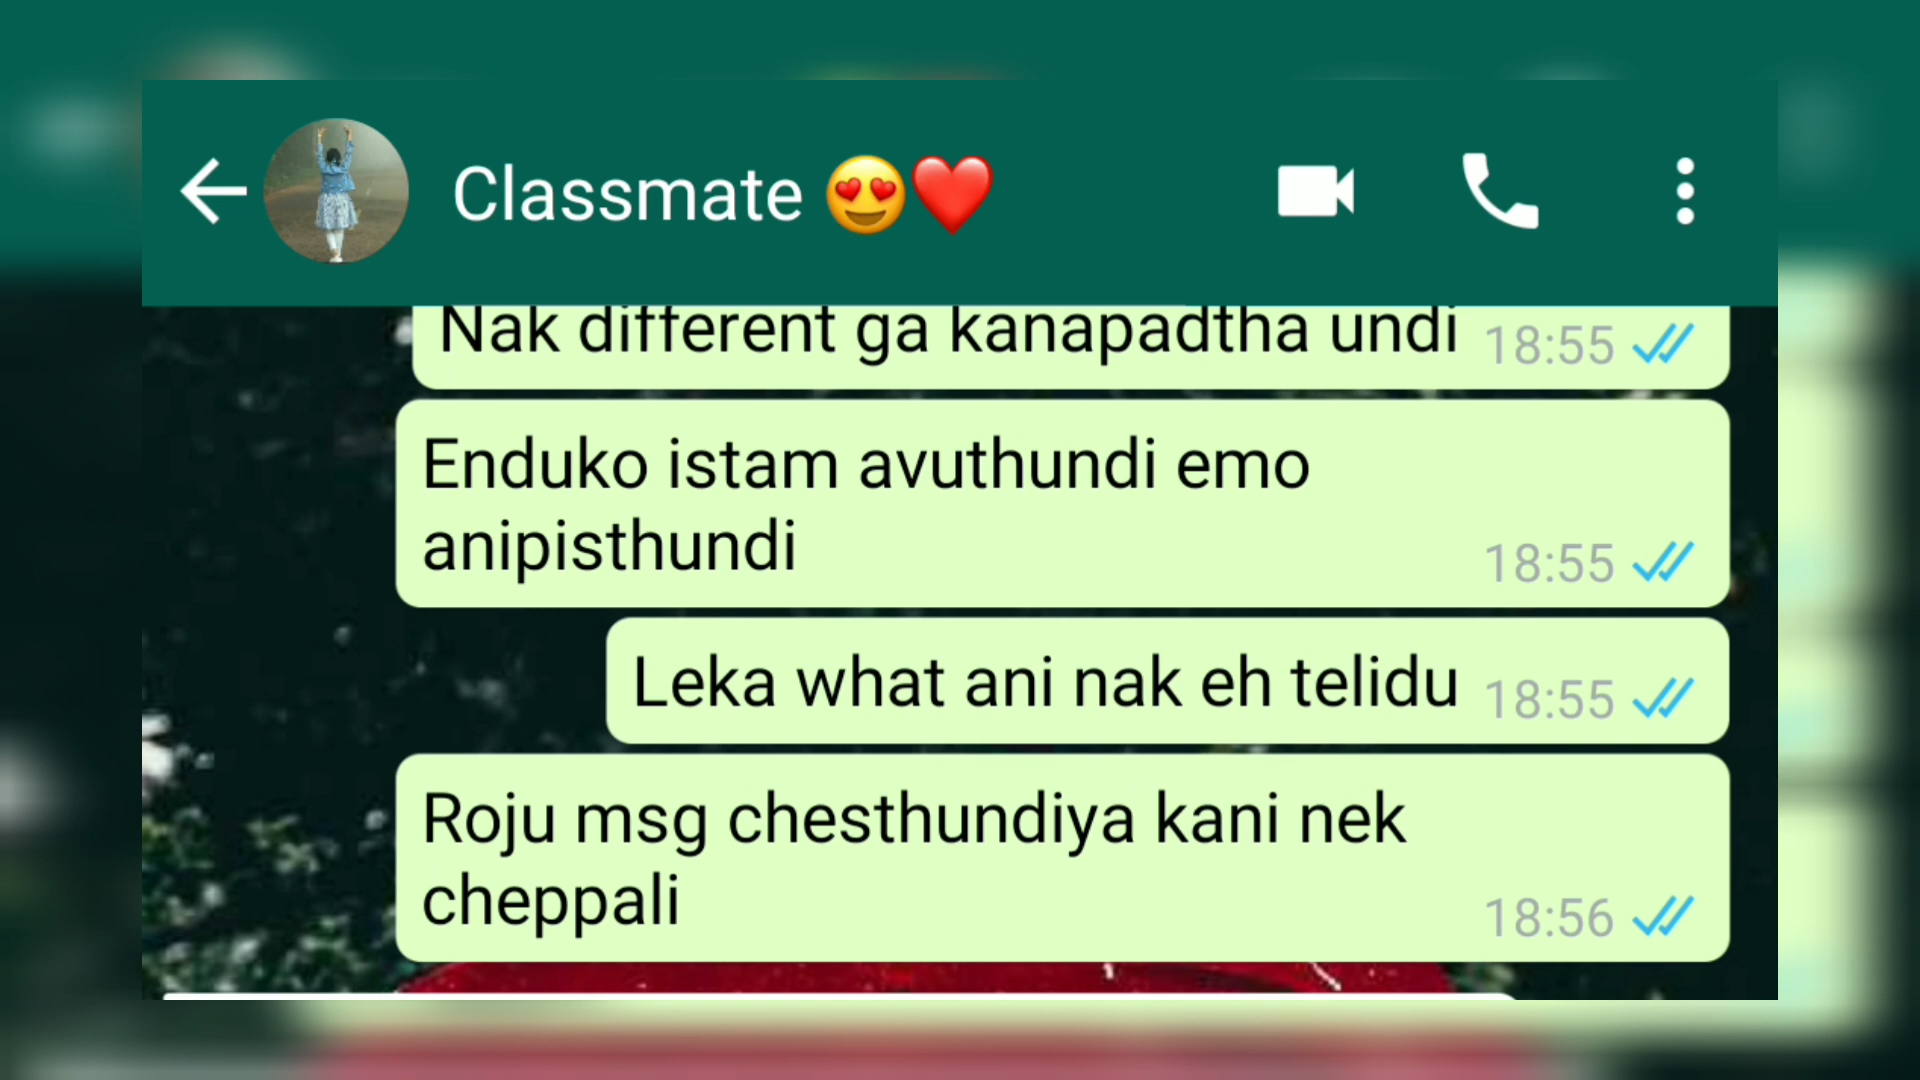 Classmate 😍❤️
Nak different ga kanapadtha undi 18:55
Enduko istam avuthundi emo
anipisthundi 18:55
Leka what ani nak eh telidu 18:55
Roju msg chesthundiya kani nek
cheppali 18:56